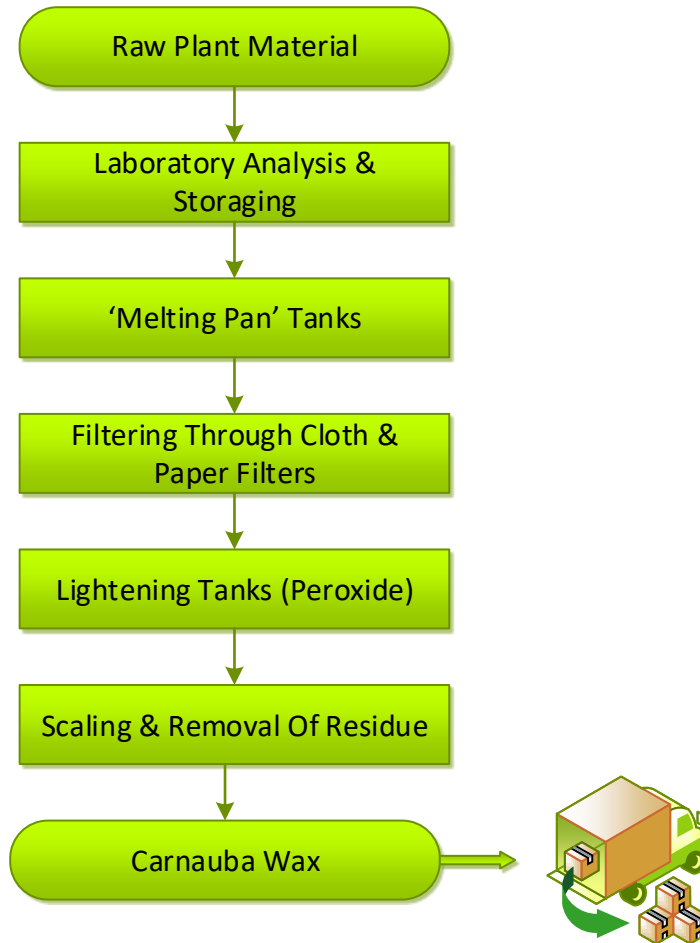 Raw Plant Material
Laboratory Analysis &
Storaging
‘Melting Pan’ Tanks
Filtering Through Cloth &
Paper Filters
Lightening Tanks (Peroxide)
Scaling & Removal Of Residue
Carnauba Wax